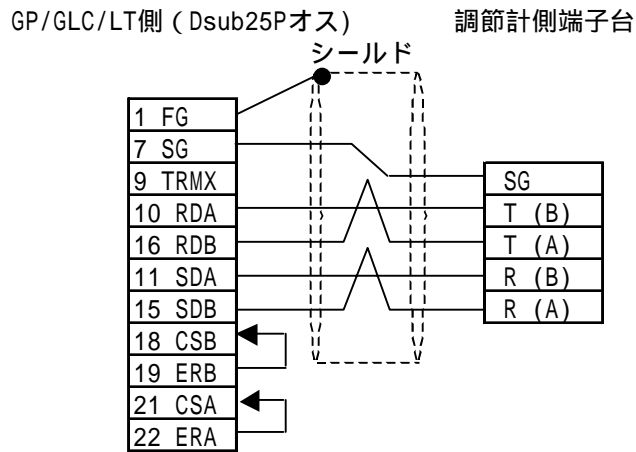 GP/GLC/LT側（Dsub25Pオス) 調節計側端子台
シールド
1 FG
7 SG
9 TRMX
10 RDA
16 RDB
11 SDA
15 SDB
18 CSB
19 ERB
21 CSA
22 ERA
SG
T (B)
T (A)
R (B)
R (A)